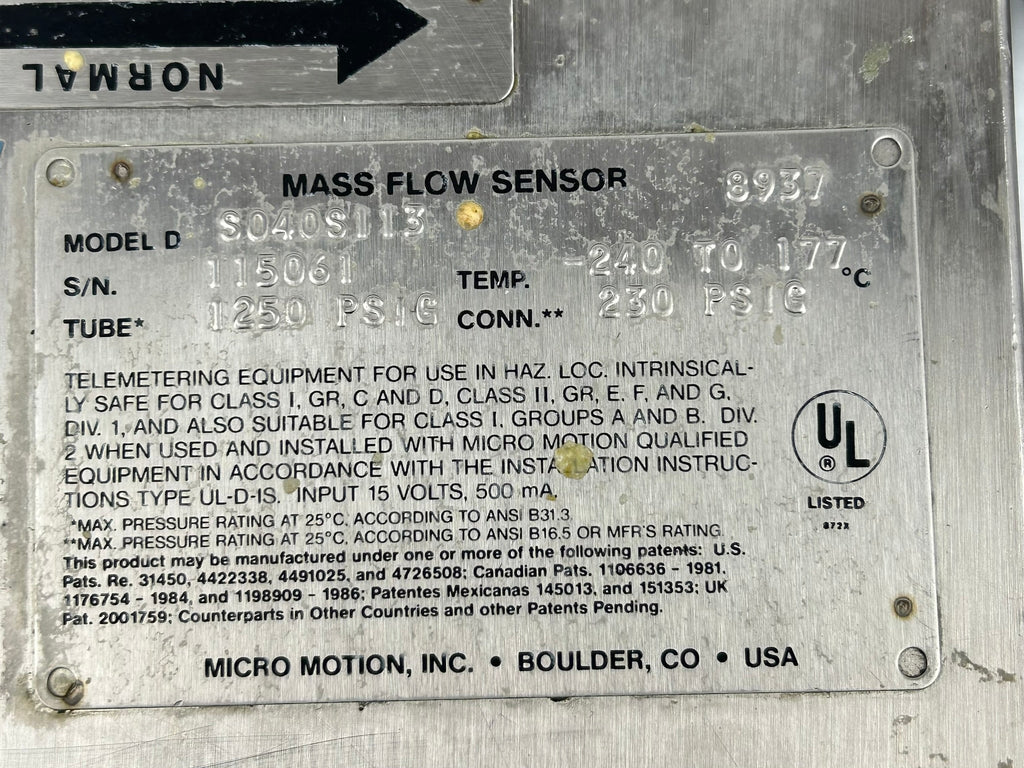 NORMAL
MASS FLOW SENSOR 8937
MODEL D S040S113
S/N. 115061 TEMP. -240 TO 177 °C
TUBE* 1250 PSIG CONN.** 230 PSIG
TELEMETERING EQUIPMENT FOR USE IN HAZ. LOC. INTRINSICAL-
LY SAFE FOR CLASS I, GR, C AND D, CLASS II, GR, E. F, AND G,
DIV. 1, AND ALSO SUITABLE FOR CLASS I. GROUPS A AND B. DIV.
2 WHEN USED AND INSTALLED WITH MICRO MOTION QUALIFIED
EQUIPMENT IN ACCORDANCE WITH THE INSTALLATION INSTRUC-
TIONS TYPE UL-D-IS. INPUT 15 VOLTS, 500 mA.
*MAX. PRESSURE RATING AT 25°C. ACCORDING TO ANSI B31.3
**MAX. PRESSURE RATING AT 25°C. ACCORDING TO ANSI B16.5 OR MFR'S RATING
This product may be manufactured under one or more of the following patents: U.S.
Pats. Re. 31450, 4422338, 4491025, and 4726508; Canadian Pats. 1106636 - 1981,
1176754 - 1984, and 1198909 - 1986; Patentes Mexicanas 145013, and 151353; UK
Pat. 2001759; Counterparts in Other Countries and other Patents Pending.
UL ®
LISTED
872X
MICRO MOTION, INC. • BOULDER, CO • USA